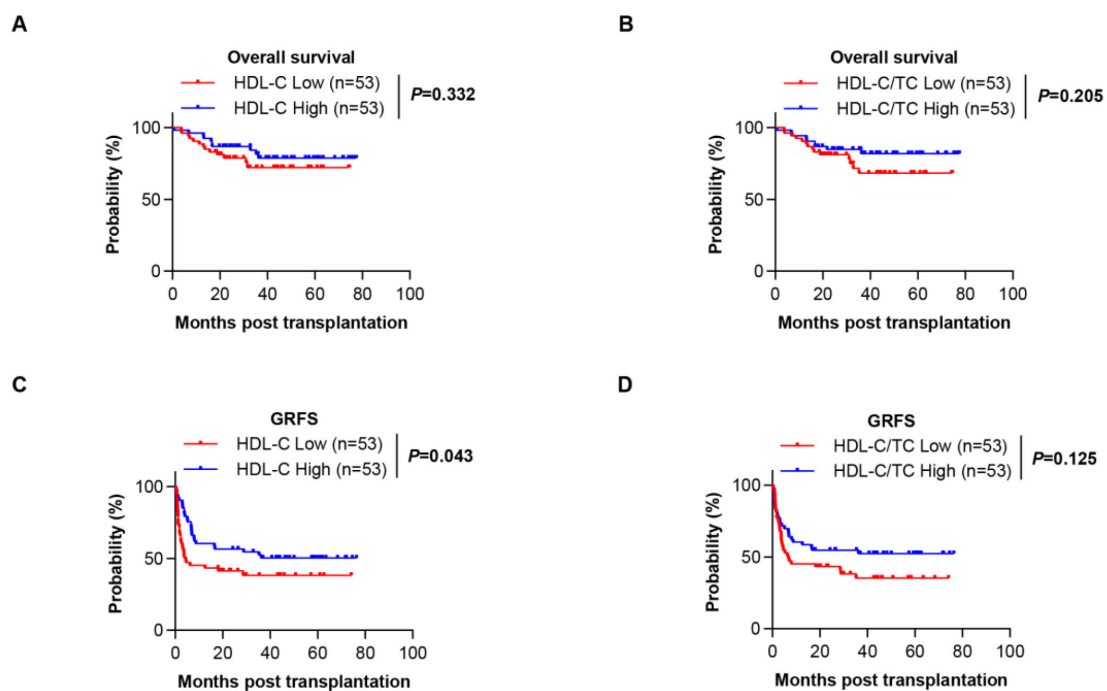 A
Overall survival
HDL-C Low (n=53)
HDL-C High (n=53)
P=0.332
Probability (%)
100
50
0
0 20 40 60 80 100
Months post transplantation
B
Overall survival
HDL-C/TC Low (n=53)
HDL-C/TC High (n=53)
P=0.205
Probability (%)
100
50
0
0 20 40 60 80 100
Months post transplantation
C
GRFS
HDL-C Low (n=53)
HDL-C High (n=53)
P=0.043
Probability (%)
100
50
0
0 20 40 60 80 100
Months post transplantation
D
GRFS
HDL-C/TC Low (n=53)
HDL-C/TC High (n=53)
P=0.125
Probability (%)
100
50
0
0 20 40 60 80 100
Months post transplantation